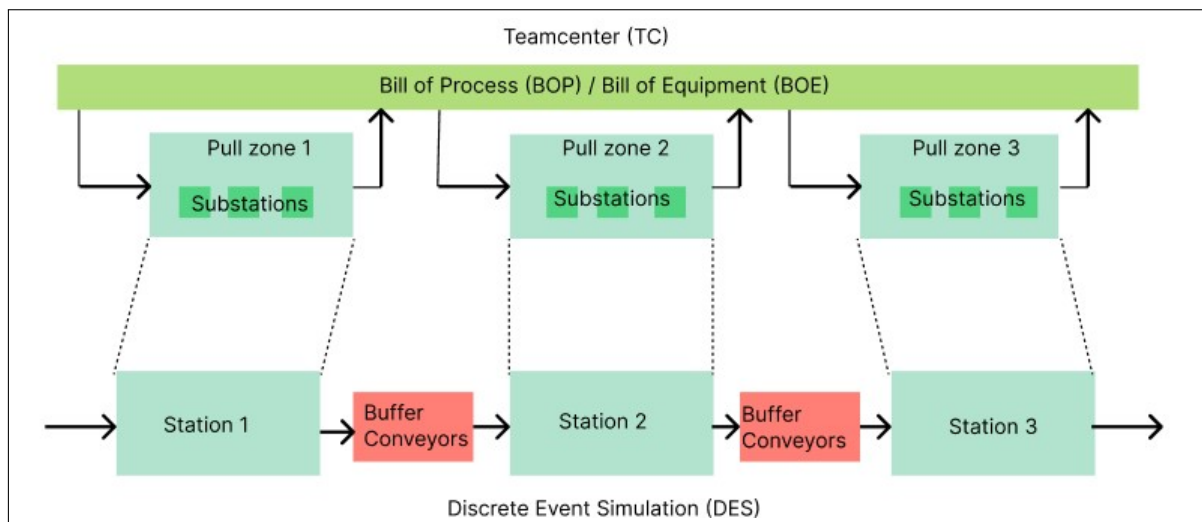 Teamcenter (TC)
Bill of Process (BOP) / Bill of Equipment (BOE)
Pull zone 1
Substations
Pull zone 2
Substations
Pull zone 3
Substations
Station 1
Buffer
Conveyors
Station 2
Buffer
Conveyors
Station 3
Discrete Event Simulation (DES)